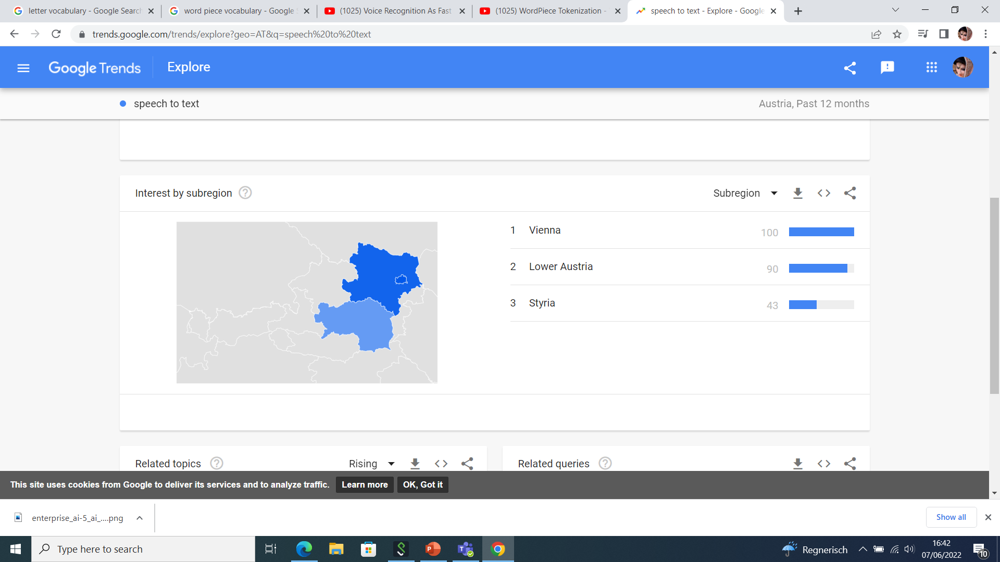 letter vocabulary - Google Search
word piece vocabulary - Google S
(1025) Voice Recognition As Fast
(1025) WordPiece Tokenization -
speech to text - Explore - Google
trends.google.com/trends/explore?geo=AT&q=speech%20to%20text
Google Trends
Explore
speech to text
Austria, Past 12 months
Interest by subregion
Subregion
1 Vienna 100
2 Lower Austria 90
3 Styria 43
Related topics
Rising
Related queries
This site uses cookies from Google to deliver its services and to analyze traffic.
Learn more
OK, Got it
enterprise_ai-5_ai_....png
Show all
Type here to search
Regnerisch
16:42
07/06/2022
10